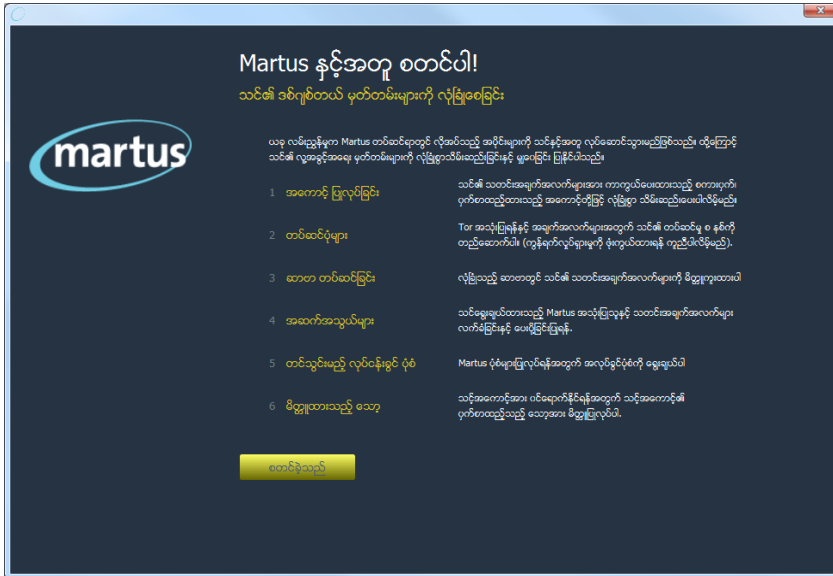 Martus နှင့်အတူ စတင်ပါ!
သင်၏ ဒစ်ဂျစ်တယ် မှတ်တမ်းများကို လုံခြုံစေခြင်း
martus
ယခု လမ်းညွှန်မှုက Martus တပ်ဆင်ရာတွင် လိုအပ်သည့် အပိုင်းများကို သင်နှင့်အတူ လုပ်ဆောင်သွားမည်ဖြစ်သည်။ ထို့ကြောင့်
သင်၏ လူ့အခွင့်အရေး မှတ်တမ်းများကို လုံခြုံစွာသိမ်းဆည်းခြင်းနှင့် မျှဝေခြင်း ပြုနိုင်ပါသည်။
1 အကောင့် ပြုလုပ်ခြင်း
သင်၏ သတင်းအချက်အလက်များအား ကာကွယ်ပေးထားသည့် စကားဝှက်၊
ဝှက်စာထည့်ထားသည့် အကောင့်တို့ဖြင့် လုံခြုံစွာ သိမ်းဆည်းပေးပါလိမ့်မည်။
2 တပ်ဆင်ပုံများ
Tor အသုံးပြုရန်နှင့် အချက်အလက်များအတွက် သင်၏ တပ်ဆင်မှု စ နစ်ကို
တည်ဆောက်ပါ။ (ကွန်ရက်လှုပ်ရှားမှုကို ဖုံးကွယ်ထားရန် ကူညီပါလိမ့်မည်).
3 ဆာဗာ တပ်ဆင်ခြင်း
လုံခြုံသည့် ဆာဗာတွင် သင်၏ သတင်းအချက်အလက်များကို မိတ္တူကူးထားပါ
4 အဆက်အသွယ်များ
သင်ရွေးချယ်ထားသည့် Martus အသုံးပြုသူနှင့် သတင်းအချက်အလက်များ
လက်ခံခြင်းနှင့် ပေးပို့ခြင်းပြုရန်.
5 တင်သွင်းမည့် လုပ်ငန်းခွင် ပုံစံ
Martus ပုံစံများပြုလုပ်ရန်အတွက် အလုပ်ခွင်ပုံစံကို ရွေးချယ်ပါ
6 မိတ္တူထားသည့် သော့
သင့်အကောင့်အား ဝင်ရောက်နိုင်ရန်အတွက် သင့်အကောင့်၏
ဝှက်စာထည့်သည့် သော့အား မိတ္တူပြုလုပ်ပါ.
စတင်ခဲ့သည်